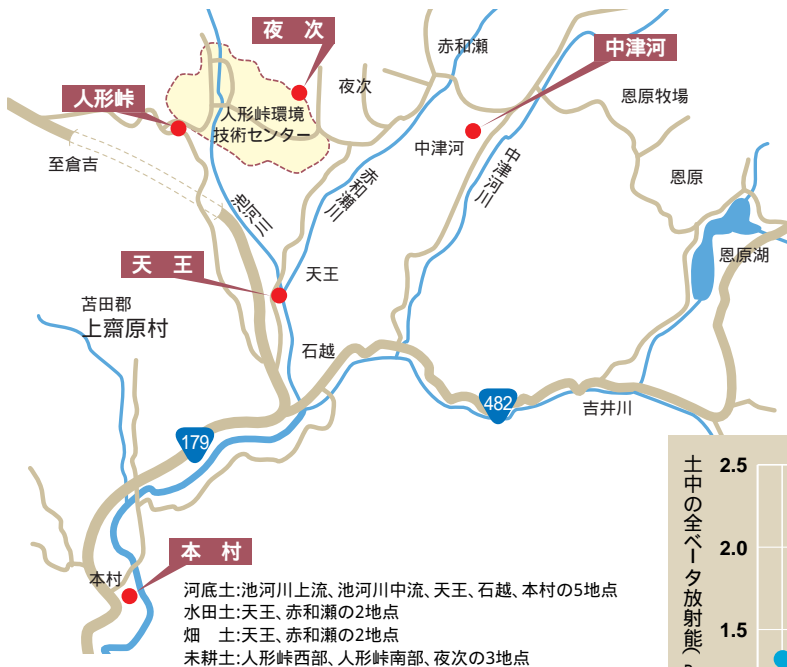 夜 次
赤和瀬
中津河
人形峠
夜次
恩原牧場
人形峠環境
技術センター
中津河
至倉吉
恩原
池河川
赤和瀬川
中津河川
天 王
恩原湖
天王
苫田郡
上齋原村
石越
482
吉井川
179
土中の全ベータ放射能(
2.5
2.0
1.5
本 村
本村
河底土:池河川上流、池河川中流、天王、石越、本村の5地点
水田土:天王、赤和瀬の2地点
畑 土:天王、赤和瀬の2地点
未耕土:人形峠西部、人形峠南部、夜次の3地点